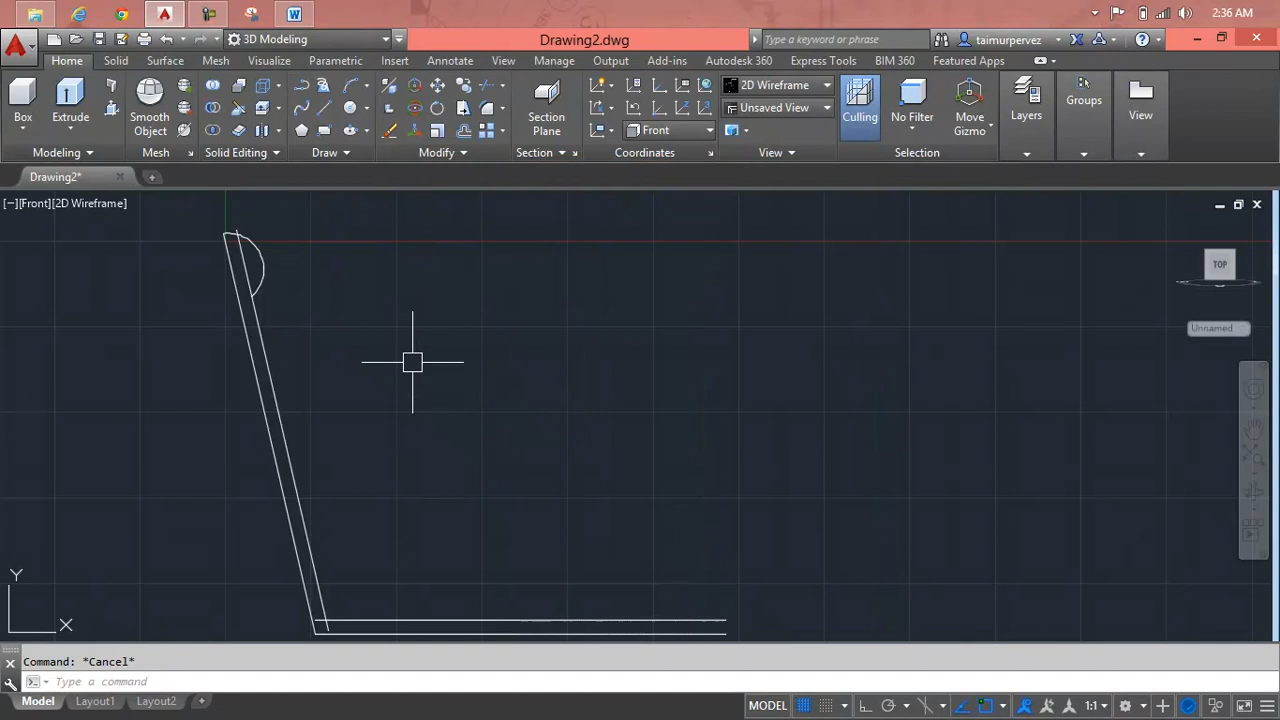 2:36 AM
3D Modeling
Drawing2.dwg
Type a keyword or phrase
taimurpervez
Home Solid Surface Mesh Visualize Parametric Insert Annotate View Manage Output Add-ins Autodesk 360 Express Tools BIM 360 Featured Apps
2D Wireframe
Unsaved View
Front
Box
Extrude
Smooth
Object
Section
Plane
Culling
No Filter
Move
Gizmo
Layers
Groups
View
Modeling
Mesh
Solid Editing
Draw
Modify
Section
Coordinates
View
Selection
Drawing2*
[−][Front][2D Wireframe]
TOP
Unnamed
Y
X
Command: *Cancel*
Type a command
Model Layout1 Layout2 +
MODEL
1:1